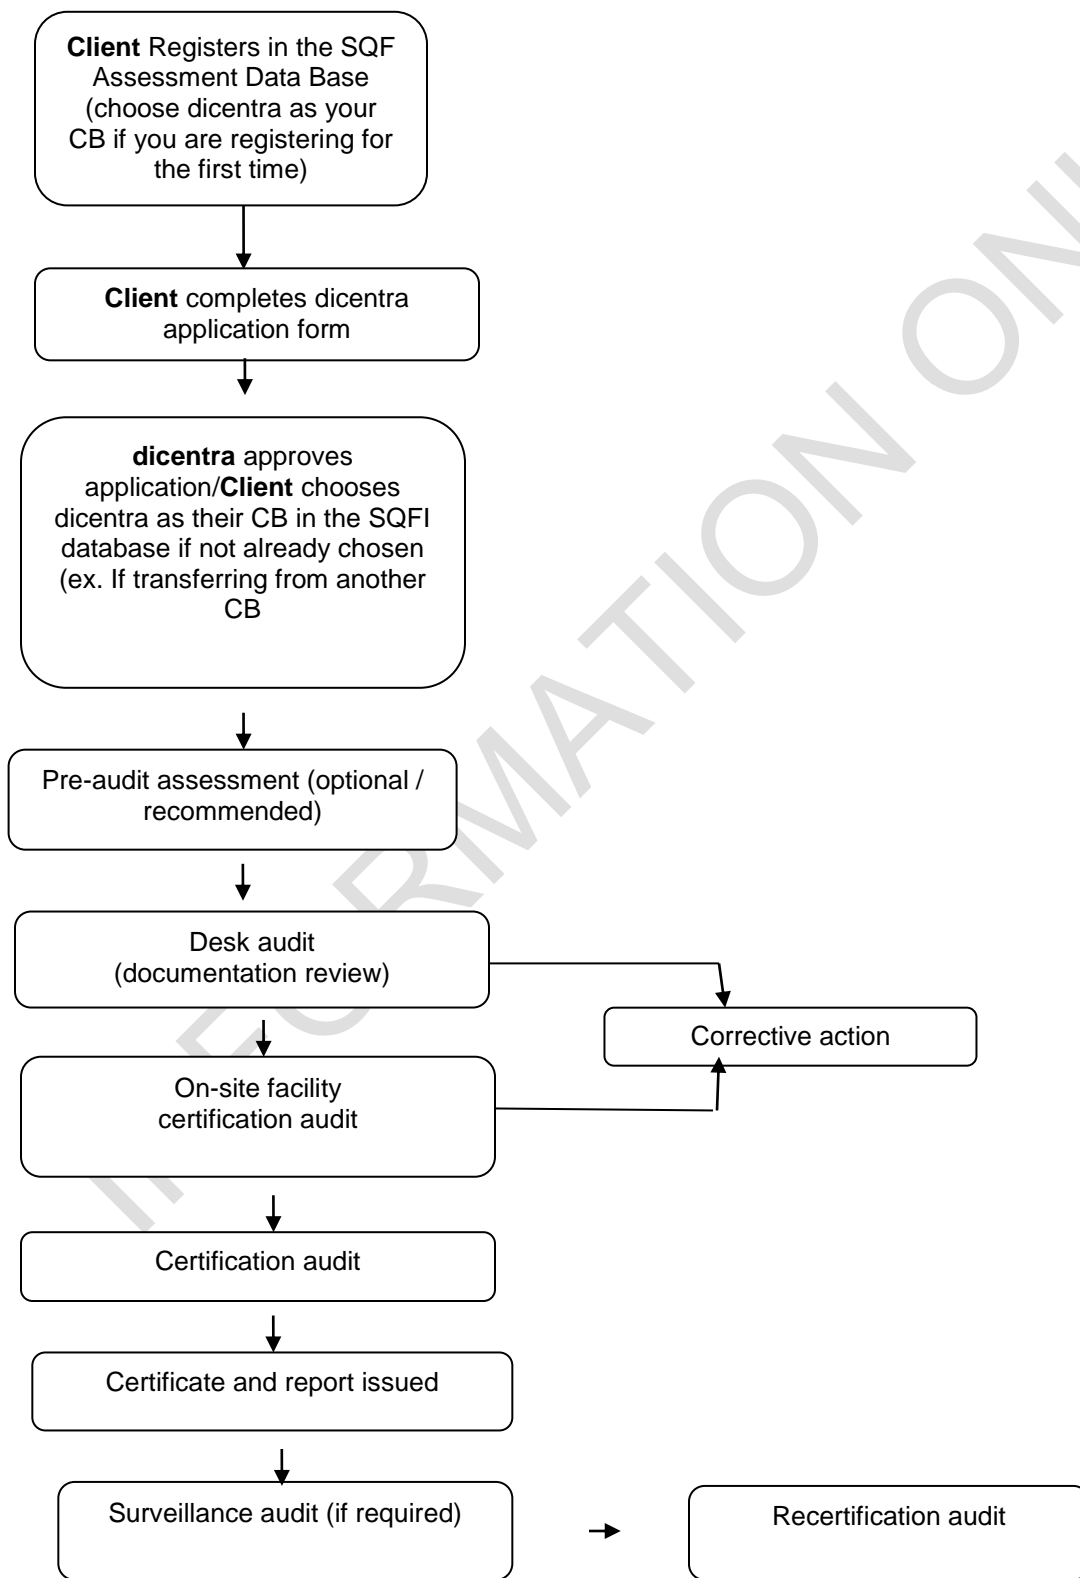 Client Registers in the SQF
Assessment Data Base
(choose dicentra as your
CB if you are registering for
the first time)
Client completes dicentra
application form
dicentra approves
application/Client chooses
dicentra as their CB in the SQFI
database if not already chosen
(ex. If transferring from another
CB
Pre-audit assessment (optional /
recommended)
Desk audit
(documentation review)
Corrective action
On-site facility
certification audit
Certification audit
Certificate and report issued
Surveillance audit (if required)
Recertification audit
INFORMATION ON